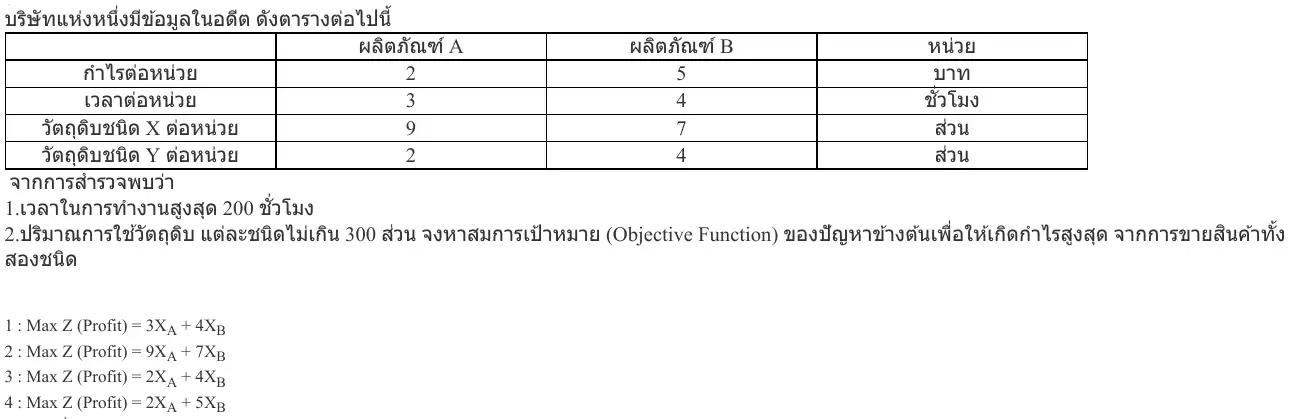 บริษัทแห่งหนึ่งมีข้อมูลในอดีต ดังตารางต่อไปนี้
ผลิตภัณฑ์ A ผลิตภัณฑ์ B หน่วย
กำไรต่อหน่วย 2 5 บาท
เวลาต่อหน่วย 3 4 ชั่วโมง
วัตถุดิบชนิด X ต่อหน่วย 9 7 ส่วน
วัตถุดิบชนิด Y ต่อหน่วย 2 4 ส่วน
จากการสำรวจพบว่า
1.เวลาในการทำงานสูงสุด 200 ชั่วโมง
2.ปริมาณการใช้วัตถุดิบ แต่ละชนิดไม่เกิน 300 ส่วน จงหาสมการเป้าหมาย (Objective Function) ของปัญหาข้างต้นเพื่อให้เกิดกำไรสูงสุด จากการขายสินค้าทั้ง
สองชนิด
1 : Max Z (Profit) = 3XA + 4XB
2 : Max Z (Profit) = 9XA + 7XB
3 : Max Z (Profit) = 2XA + 4XB
4 : Max Z (Profit) = 2XA + 5XB